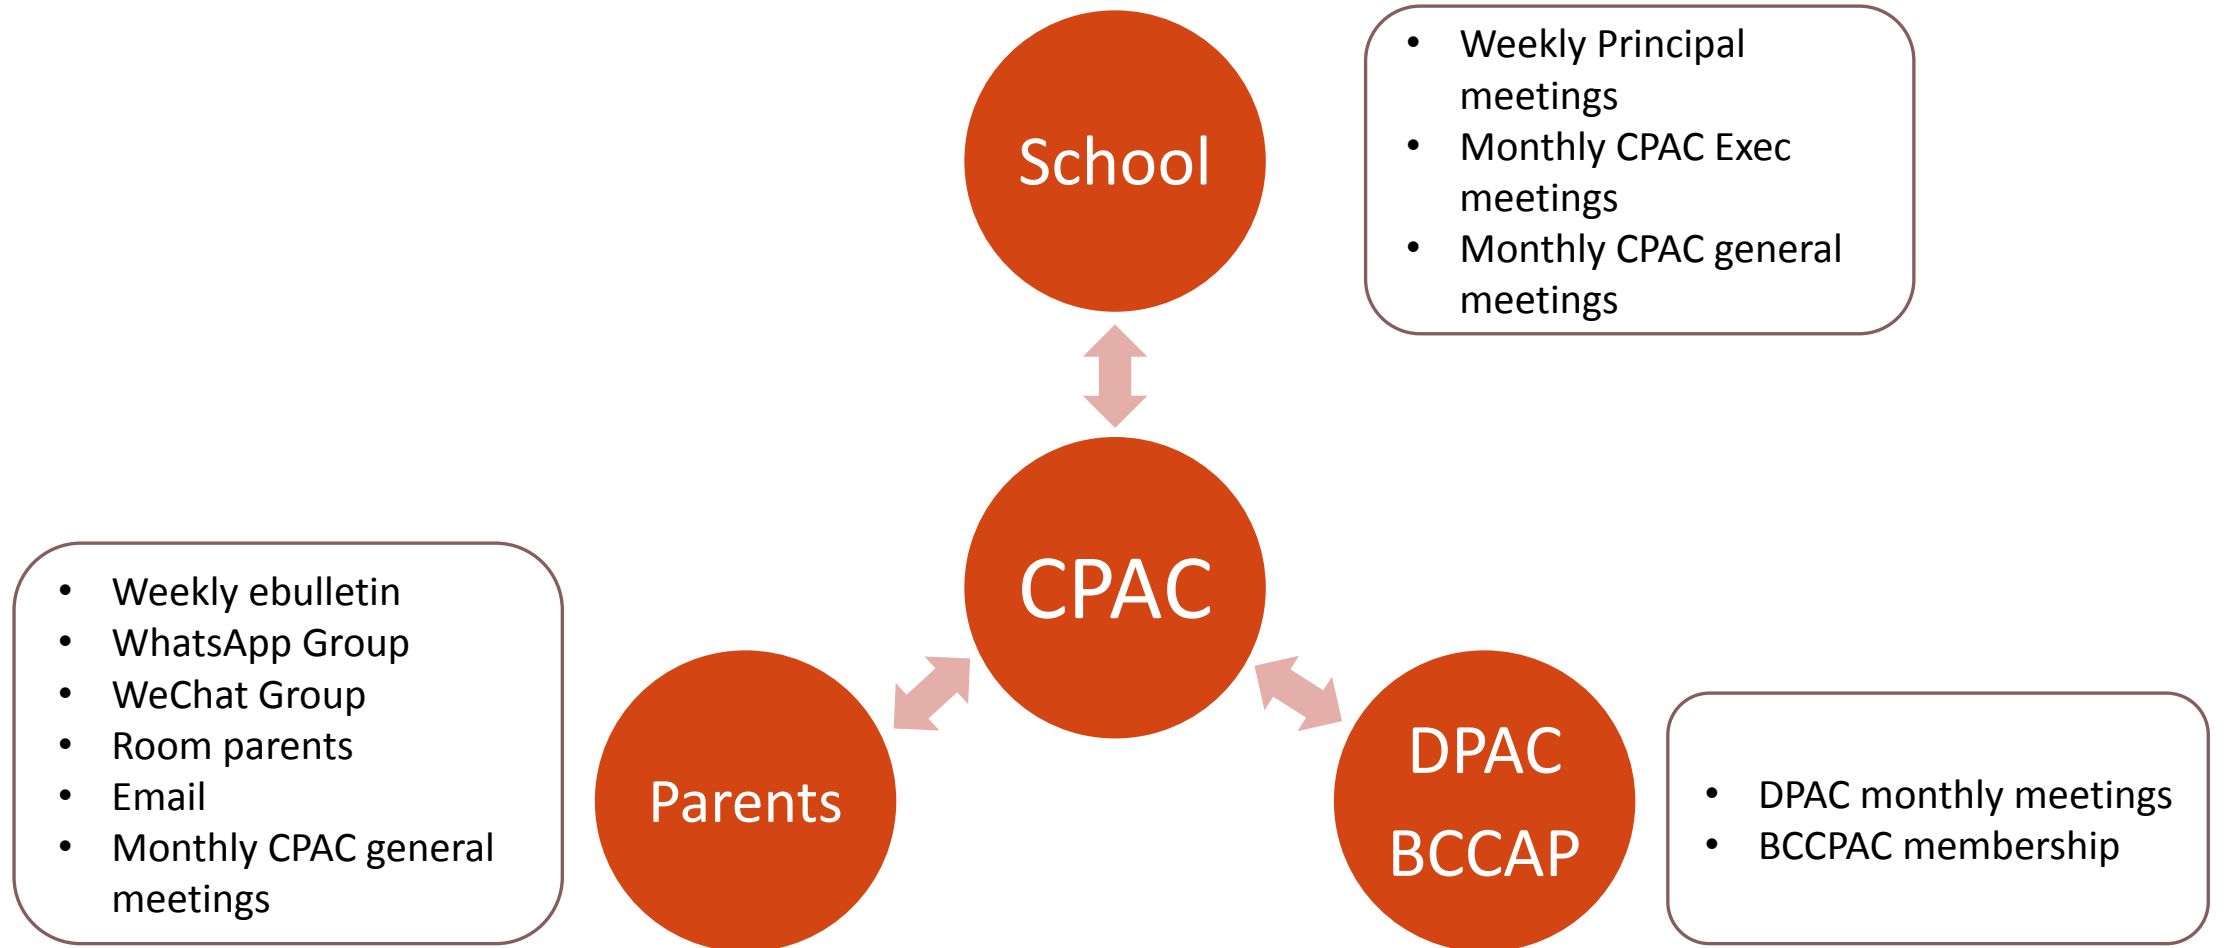 School
• Weekly Principal
meetings
• Monthly CPAC Exec
meetings
• Monthly CPAC general
meetings
CPAC
• Weekly ebulletin
• WhatsApp Group
• WeChat Group
• Room parents
• Email
• Monthly CPAC general
meetings
Parents
DPAC
BCCAP
• DPAC monthly meetings
• BCCPAC membership